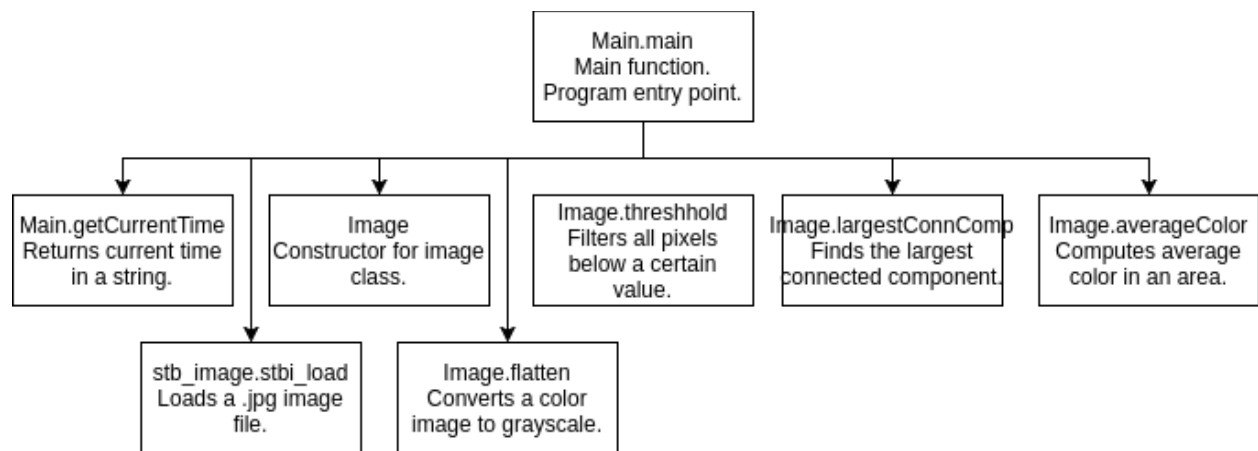 Main.main
Main function.
Program entry point.
Main.getCurrentTime
Returns current time
in a string.
Image
Constructor for image
class.
Image.threshhold
Filters all pixels
below a certain
value.
Image.largestConnComp
Finds the largest
connected component.
Image.averageColor
Computes average
color in an area.
stb_image.stbi_load
Loads a .jpg image
file.
Image.flatten
Converts a color
image to grayscale.